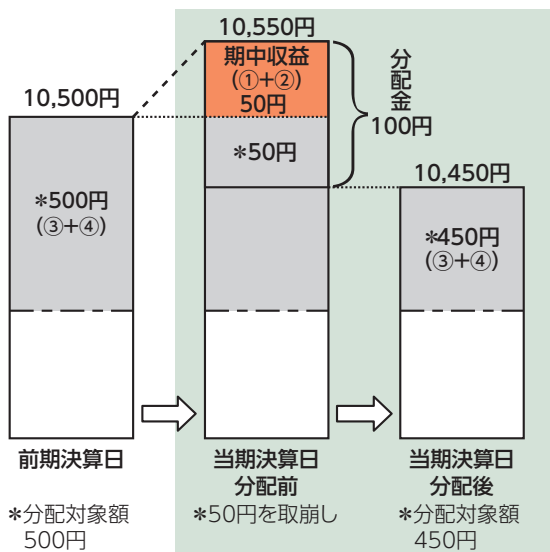 10,500円
*500円
(③+④)
前期決算日
*分配対象額
500円
10,550円
期中収益
(①+②)
50円
*50円
分配金
100円
当期決算日
分配前
*50円を取崩し
10,450円
*450円
(③+④)
当期決算日
分配後
*分配対象額
450円